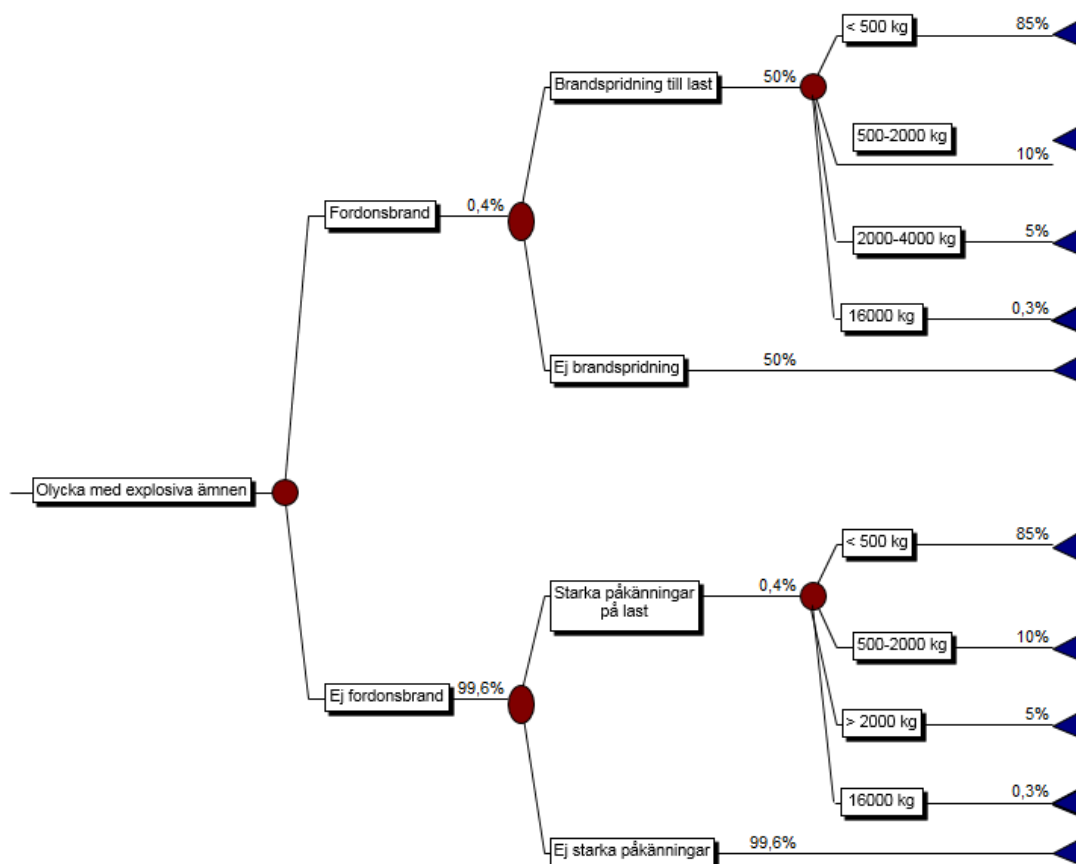 < 500 kg
85%
Brandspridning till last
50%
500-2000 kg
10%
Fordonsbrand
0,4%
2000-4000 kg
5%
16000 kg
0,3%
Ej brandspridning
50%
Olycka med explosiva ämnen
< 500 kg
85%
Starka påkänningar
på last
0,4%
500-2000 kg
10%
Ej fordonsbrand
99,6%
> 2000 kg
5%
16000 kg
0,3%
Ej starka påkänningar
99,6%